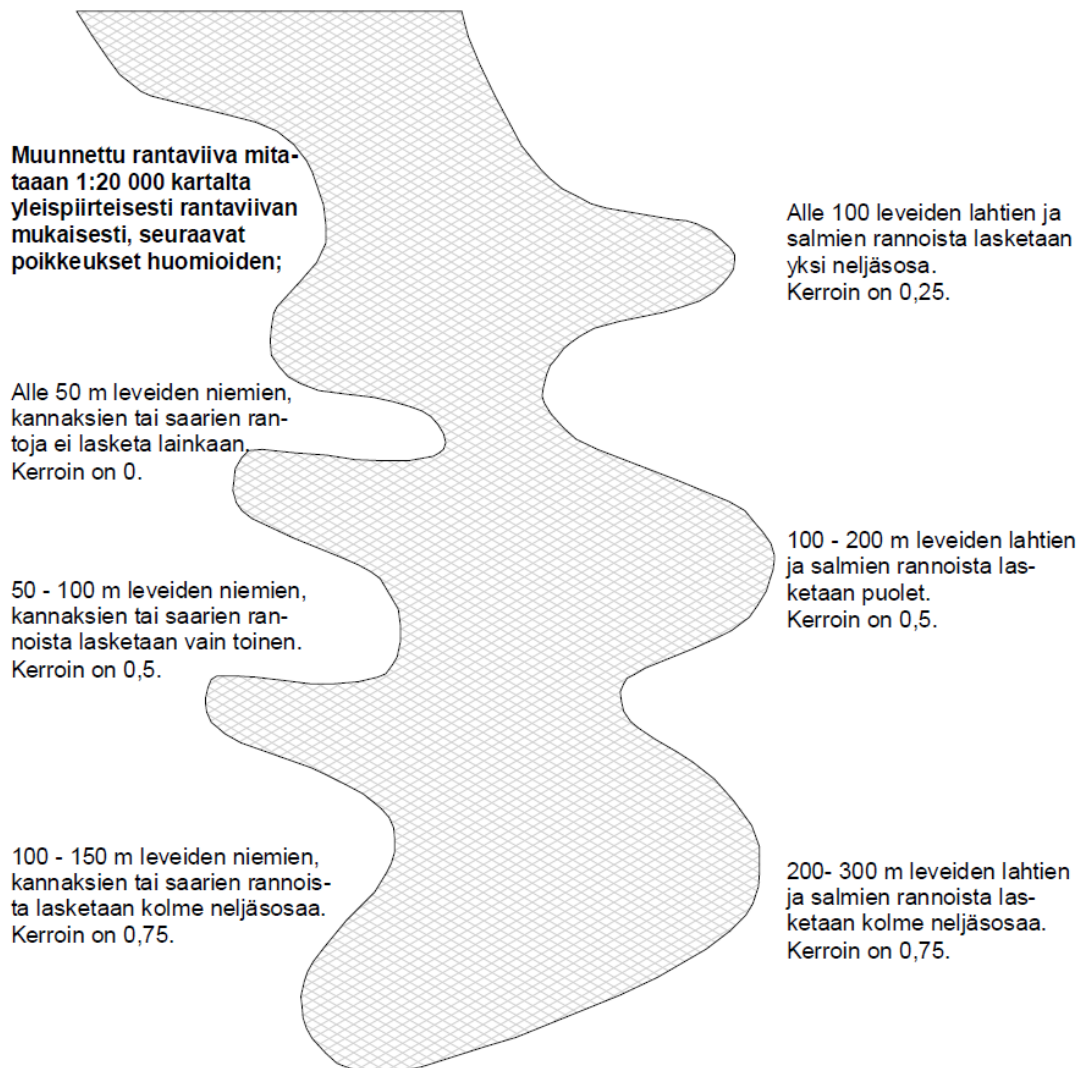 Muunnettu rantaviiva mita-
taaan 1:20 000 kartalta
yleispiirteisesti rantaviivan
mukaisesti, seuraavat
poikkeukset huomioiden;
Alle 50 m leveiden niemien,
kannaksien tai saarien ran-
toja ei lasketa lainkaan.
Kerroin on 0.
50 - 100 m leveiden niemien,
kannaksien tai saarien ran-
noista lasketaan vain toinen.
Kerroin on 0,5.
100 - 150 m leveiden niemien,
kannaksien tai saarien rannois-
ta lasketaan kolme neljäsosaa.
Kerroin on 0,75.
Alle 100 leveiden lahtien ja
salmien rannoista lasketaan
yksi neljäsosa.
Kerroin on 0,25.
100 - 200 m leveiden lahtien
ja salmien rannoista las-
ketaan puolet.
Kerroin on 0,5.
200- 300 m leveiden lahtien
ja salmien rannoista las-
ketaan kolme neljäsosaa.
Kerroin on 0,75.